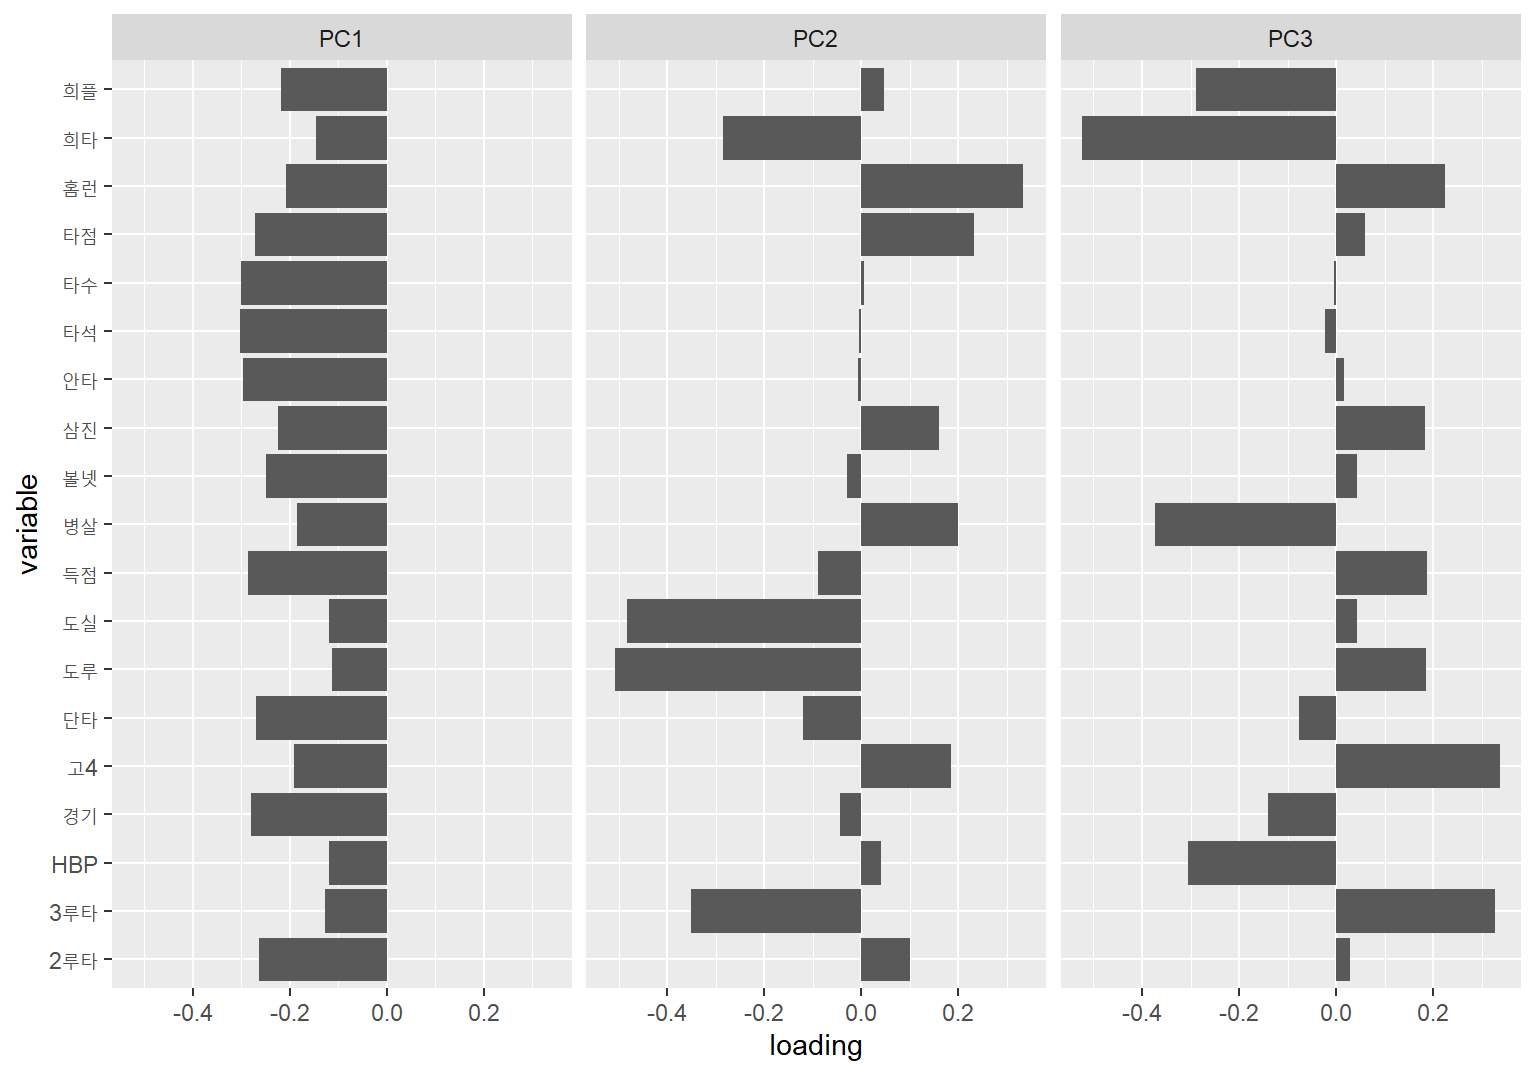 PC1 PC2 PC3
희플
희타
홈런
타점
타수
타석
안타
삼진
볼넷
병살
득점
도실
도루
단타
고4
경기
HBP
3루타
2루타
variable
-0.4 -0.2 0.0 0.2 -0.4 -0.2 0.0 0.2 -0.4 -0.2 0.0 0.2
loading